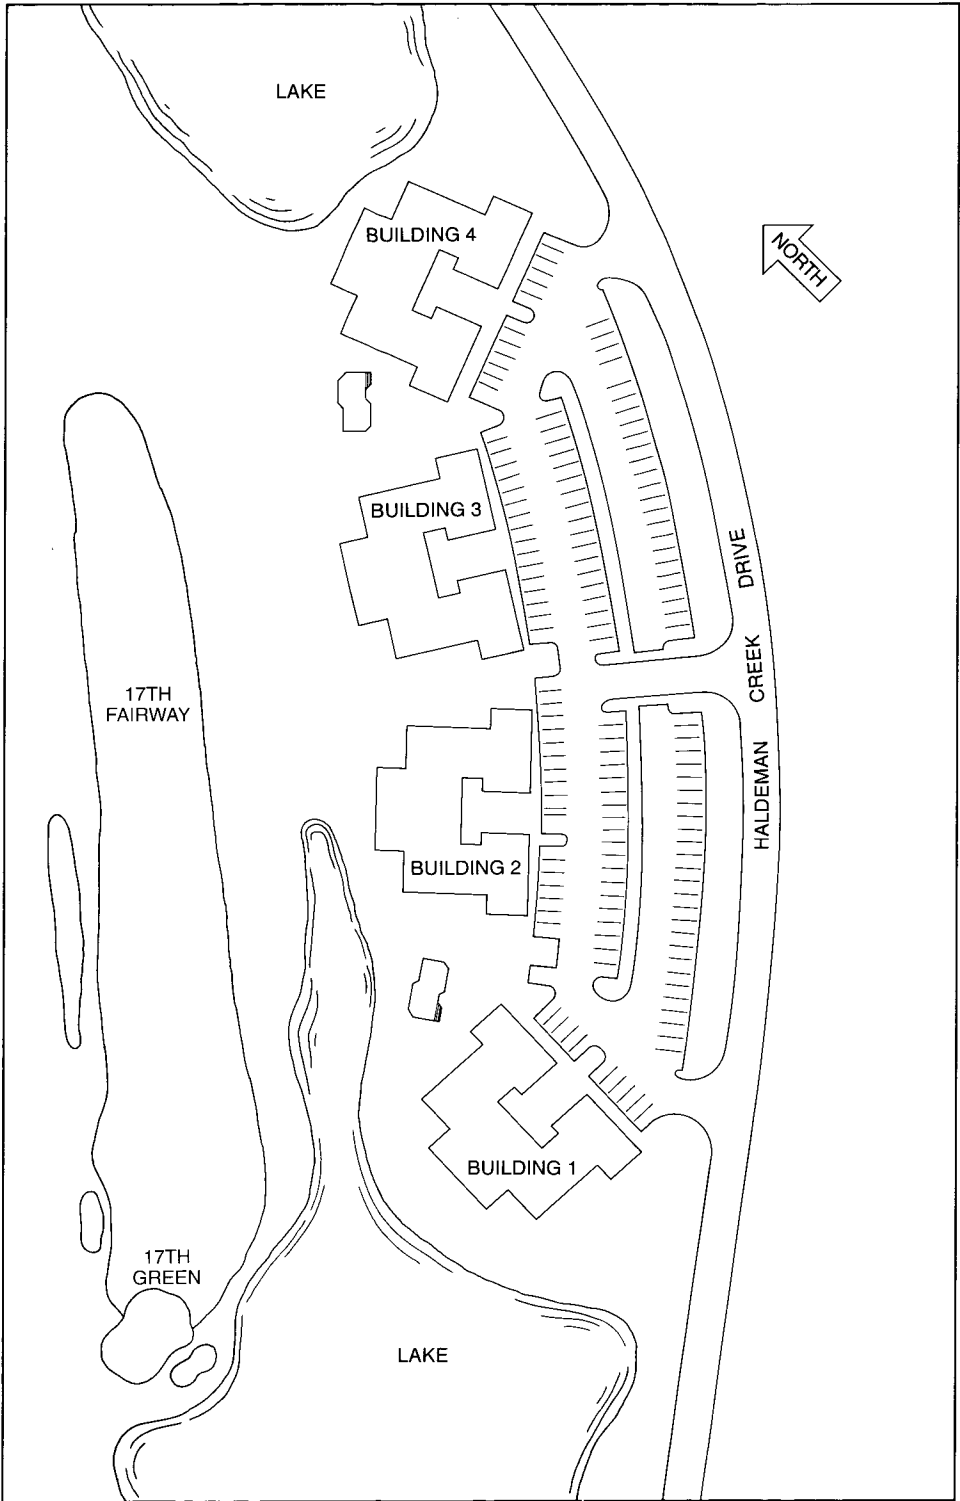 LAKE
BUILDING 4
NORTH
BUILDING 3
DRIVE
CREEK
HALDEMAN
17TH
FAIRWAY
BUILDING 2
BUILDING 1
17TH
GREEN
LAKE